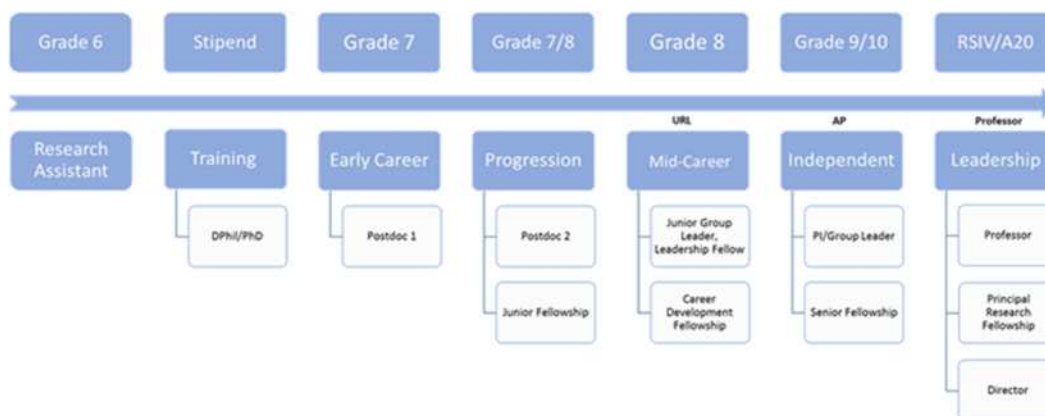 Grade 6
Stipend
Grade 7
Grade 7/8
Grade 8
Grade 9/10
RSIV/A20
URL
AP
Professor
Research
Assistant
Training
Early Career
Progression
Mid-Career
Independent
Leadership
DPhil/PhD
Postdoc 1
Postdoc 2
Junior Group
Leader,
Leadership Fellow
PI/Group Leader
Professor
Junior Fellowship
Career
Development
Fellowship
Senior Fellowship
Principal
Research
Fellowship
Director